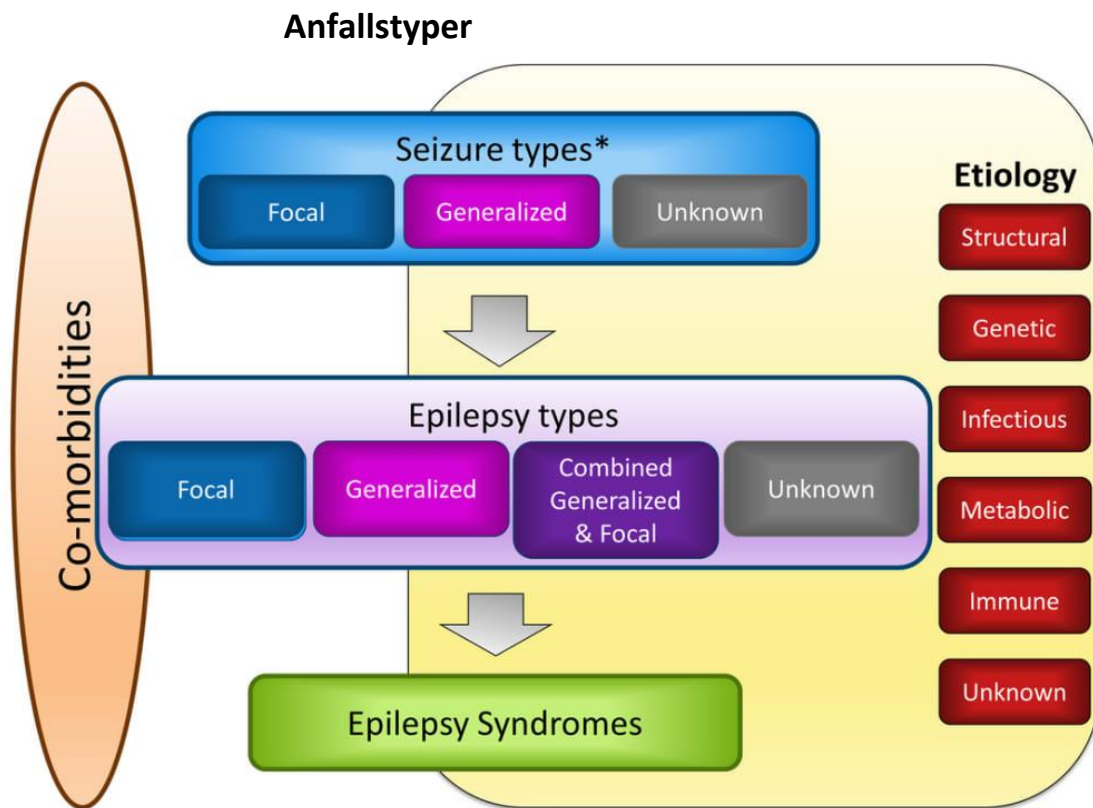 Anfallstyper
Seizure types*
Focal
Generalized
Unknown
Etiology
Structural
Genetic
Infectious
Metabolic
Immune
Unknown
Co-morbidities
Epilepsy types
Focal
Generalized
Combined
Generalized
& Focal
Unknown
Epilepsy Syndromes